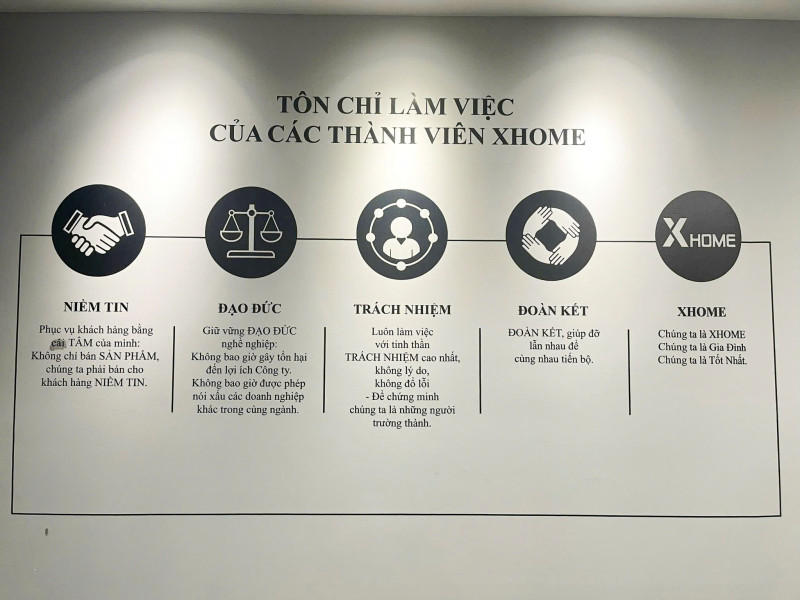 TÔN CHỈ LÀM VIỆC
CỦA CÁC THÀNH VIÊN XHOME
XHOME
NIỀM TIN
Phục vụ khách hàng bằng
cái TÂM của mình:
Không chỉ bán SẢN PHẨM,
chúng ta phải bán cho
khách hàng NIỀM TIN.
ĐẠO ĐỨC
Giữ vững ĐẠO ĐỨC
nghề nghiệp:
Không bao giờ gây tổn hại
đến lợi ích Công ty.
Không bao giờ được phép
nói xấu các doanh nghiệp
khác trong cùng ngành.
TRÁCH NHIỆM
Luôn làm việc
với tinh thần
TRÁCH NHIỆM cao nhất,
không lý do,
không đổ lỗi
- Để chứng minh
chúng ta là những người
trưởng thành.
ĐOÀN KẾT
ĐOÀN KẾT, giúp đỡ
lẫn nhau để
cùng nhau tiến bộ.
XHOME
Chúng ta là XHOME
Chúng ta là Gia Đình
Chúng ta là Tốt Nhất.